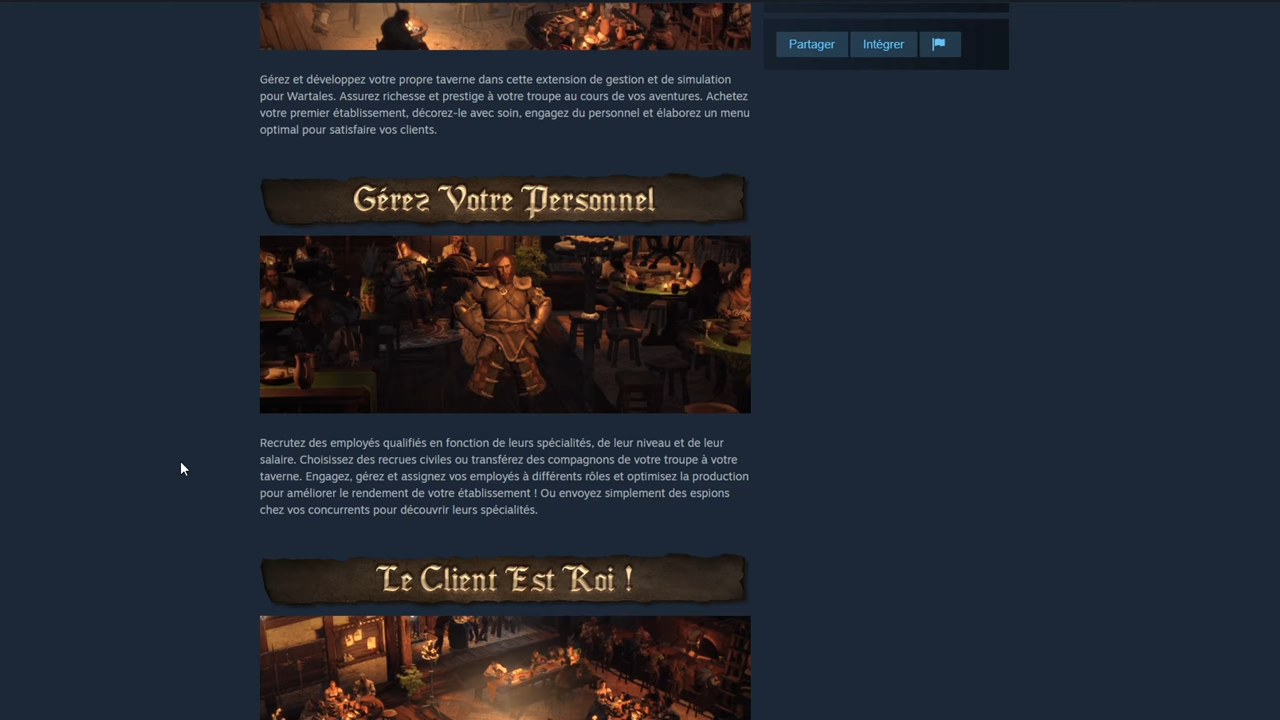 Partager
Intégrer
Gérez et développez votre propre taverne dans cette extension de gestion et de simulation
pour Wartales. Assurez richesse et prestige à votre troupe au cours de vos aventures. Achetez
votre premier établissement, décorez-le avec soin, engagez du personnel et élaborez un menu
optimal pour satisfaire vos clients.
Gérez Votre Personnel
Recrutez des employés qualifiés en fonction de leurs spécialités, de leur niveau et de leur
salaire. Choisissez des recrues civiles ou transférez des compagnons de votre troupe à votre
taverne. Engagez, gérez et assignez vos employés à différents rôles et optimisez la production
pour améliorer le rendement de votre établissement ! Ou envoyez simplement des espions
chez vos concurrents pour découvrir leurs spécialités.
Le Client Est Roi !